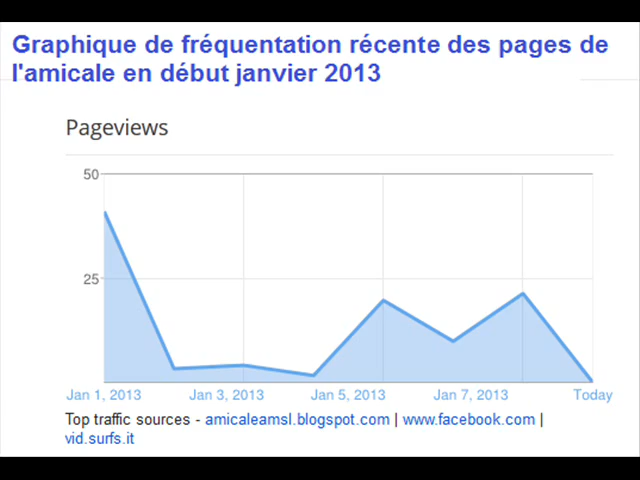 Graphique de fréquentation récente des pages de
l'amicale en début janvier 2013
Pageviews
50
25
Jan 1, 2013 Jan 3, 2013 Jan 5, 2013 Jan 7, 2013 Today
Top traffic sources - amicaleamsl.blogspot.com | www.facebook.com |
vid.surfs.it